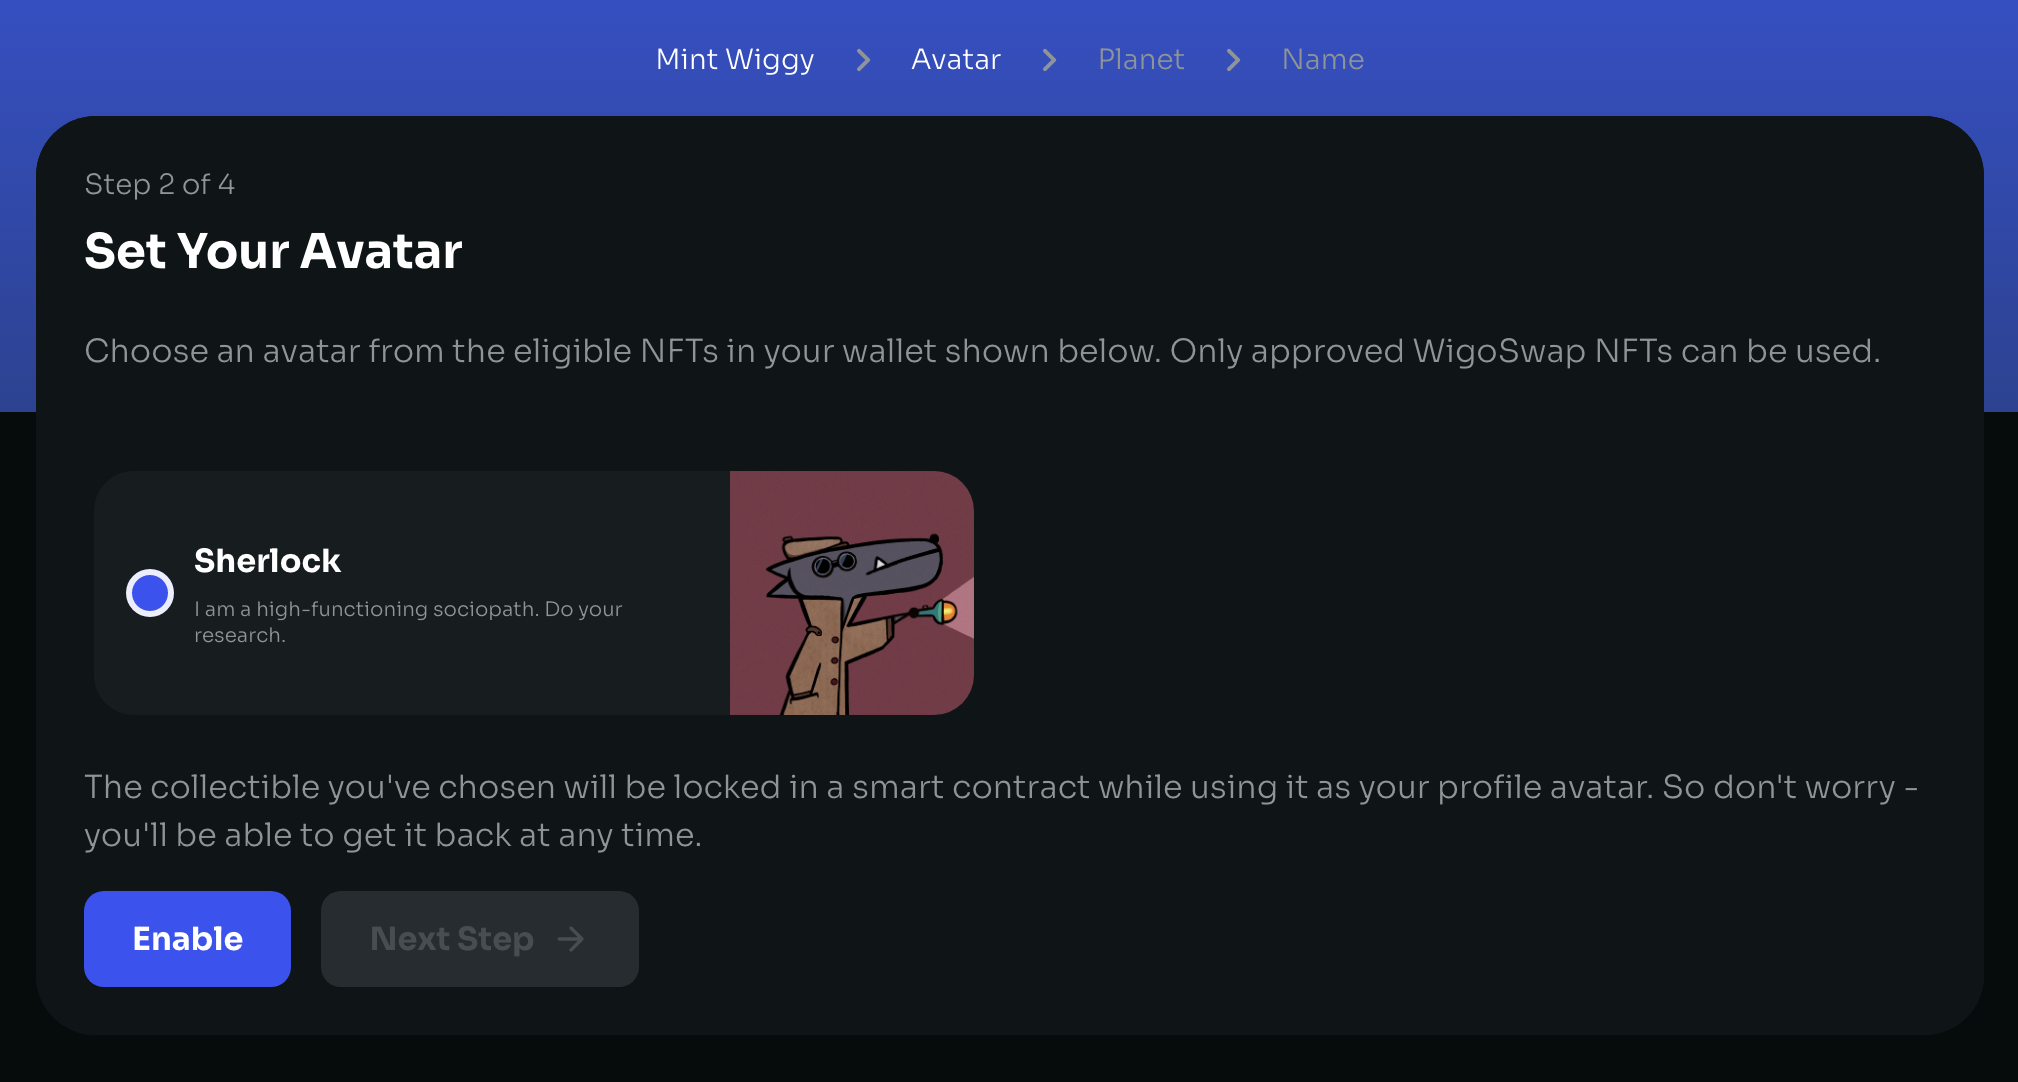 Mint Wiggy > Avatar > Planet > Name
Step 2 of 4
Set Your Avatar
Choose an avatar from the eligible NFTs in your wallet shown below. Only approved WigoSwap NFTs can be used.
Sherlock
I am a high-functioning sociopath. Do your
research.
The collectible you've chosen will be locked in a smart contract while using it as your profile avatar. So don't worry -
you'll be able to get it back at any time.
Enable
Next Step →